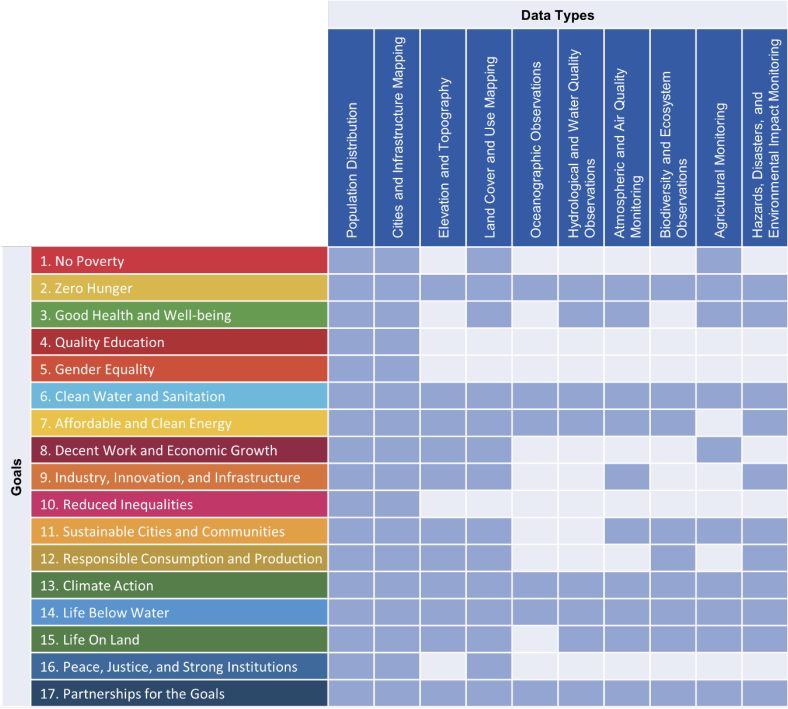 Data Types
Population Distribution
Cities and Infrastructure Mapping
Elevation and Topography
Land Cover and Use Mapping
Oceanographic Observations
Hydrological and Water Quality
Observations
Atmospheric and Air Quality
Monitoring
Biodiversity and Ecosystem
Observations
Agricultural Monitoring
Hazards, Disasters, and
Environmental Impact Monitoring
Goals
1. No Poverty
2. Zero Hunger
3. Good Health and Well-being
4. Quality Education
5. Gender Equality
6. Clean Water and Sanitation
7. Affordable and Clean Energy
8. Decent Work and Economic Growth
9. Industry, Innovation, and Infrastructure
10. Reduced Inequalities
11. Sustainable Cities and Communities
12. Responsible Consumption and Production
13. Climate Action
14. Life Below Water
15. Life On Land
16. Peace, Justice, and Strong Institutions
17. Partnerships for the Goals